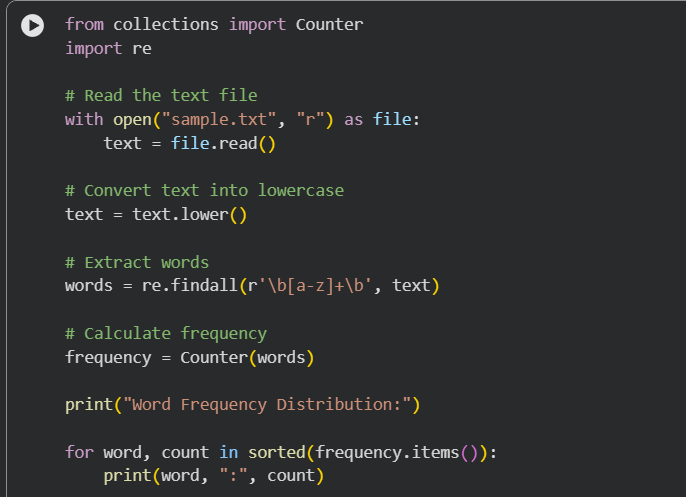 from collections import Counter
import re
# Read the text file
with open("sample.txt", "r") as file:
    text = file.read()
# Convert text into lowercase
text = text.lower()
# Extract words
words = re.findall(r'\b[a-z]+\b', text)
# Calculate frequency
frequency = Counter(words)
print("Word Frequency Distribution:")
for word, count in sorted(frequency.items()):
    print(word, ":", count)